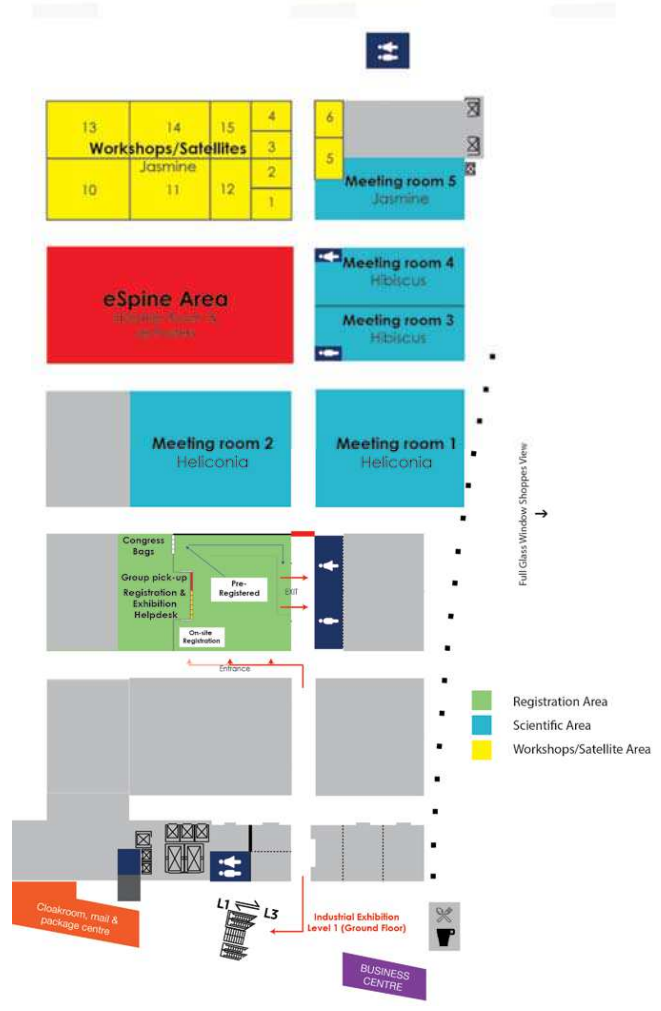 13
14
15
4
3
Workshops/Satellites
Jasmine
10
11
12
2
1
6
5
Meeting room 5
Jasmine
eSpine Area
Meeting room 4
Hibiscus
Meeting room 3
Hibiscus
Meeting room 2
Heliconia
Meeting room 1
Heliconia
Full Glass Window Shoppes View
Congress
Bags
Group pick-up
Registration &
Exhibition
Helpdesk
Pre-
Registered
EXIT
On-site
Registration
Entrance
Registration Area
Scientific Area
Workshops/Satellite Area
Cloakroom, mail &
package centre
L1
L3
Industrial Exhibition
Level 1 (Ground Floor)
BUSINESS
CENTRE